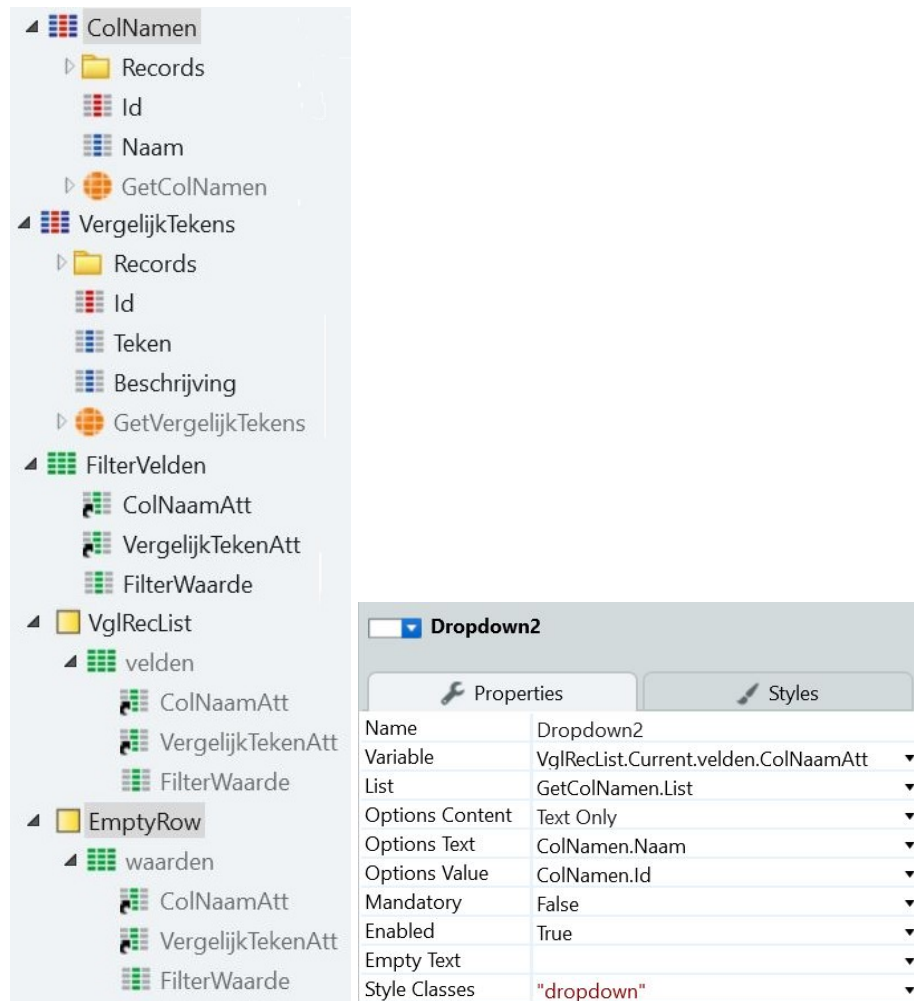 ColNamen
Records
Id
Naam
GetColNamen
VergelijkTekens
Records
Id
Teken
Beschrijving
GetVergelijkTekens
FilterVelden
ColNaamAtt
VergelijkTekenAtt
FilterWaarde
VglRecList
velden
ColNaamAtt
VergelijkTekenAtt
FilterWaarde
EmptyRow
waarden
ColNaamAtt
VergelijkTekenAtt
FilterWaarde
Dropdown2
Properties Styles
Name Dropdown2
Variable VglRecList.Current.velden.ColNaamAtt
List GetColNamen.List
Options Content Text Only
Options Text ColNamen.Naam
Options Value ColNamen.Id
Mandatory False
Enabled True
Empty Text
Style Classes "dropdown"